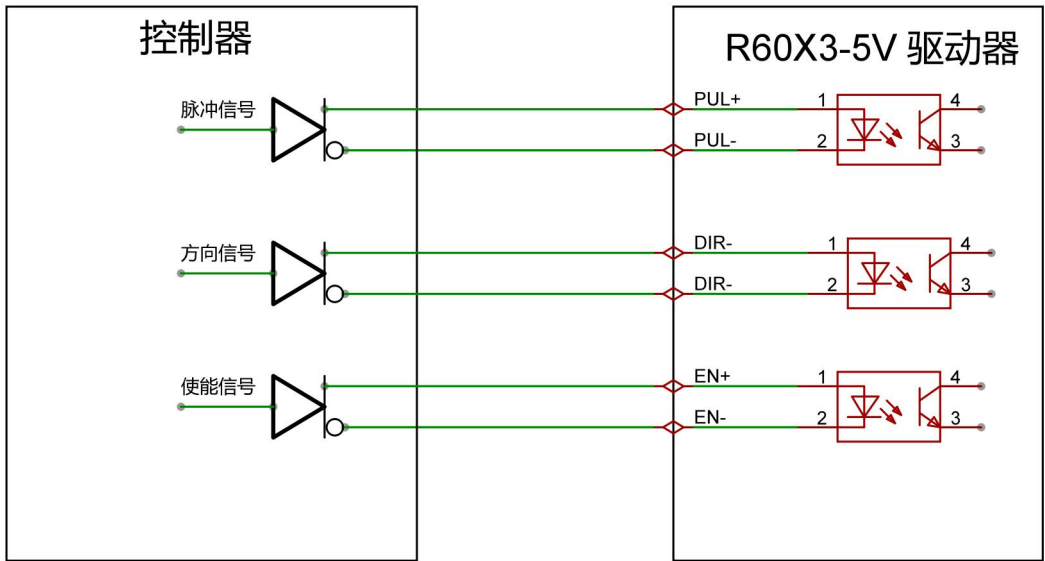 控制器
R60X3-5V 驱动器
脉冲信号
PUL+
1
4
PUL-
2
3
方向信号
DIR-
1
4
DIR-
2
3
使能信号
EN+
1
4
EN-
2
3